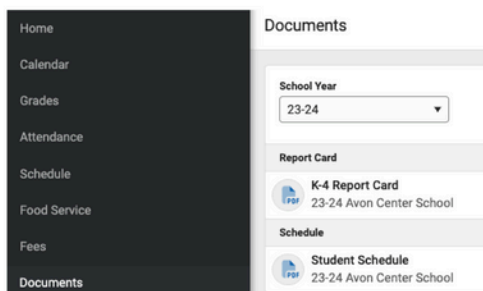 Home
Calendar
Grades
Attendance
Schedule
Food Service
Fees
Documents
Documents
School Year
23-24
Report Card
PDF
K-4 Report Card
23-24 Avon Center School
Schedule
PDF
Student Schedule
23-24 Avon Center School